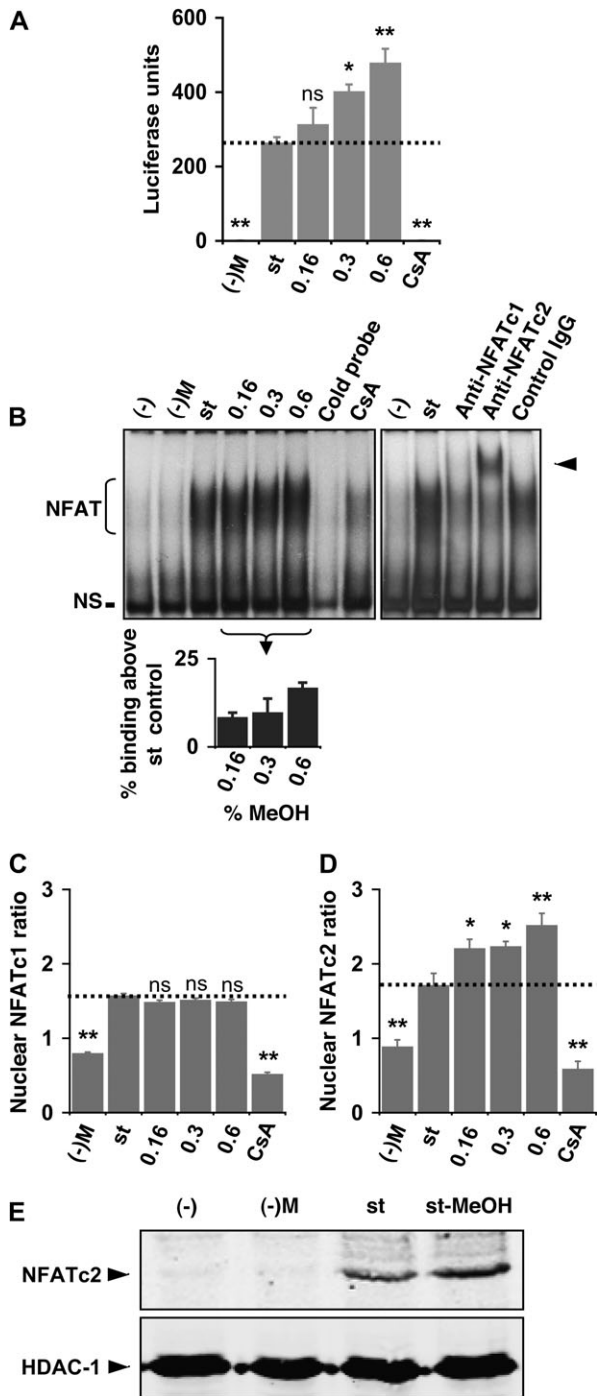 A
Luciferase units
600
400
200
0
** ns * ** **
(-)M st 0.16 0.3 0.6 CsA
B
(-) (-)M st 0.16 0.3 0.6 Cold probe CsA
(-) st Anti-NFATc1 Anti-NFATc2 Control IgG
NFAT
NS
% binding above
st control
25
0
0.16 0.3 0.6
% MeOH
C
Nuclear NFATc1 ratio
3
2
1
0
** ns ns ns **
(-)M st 0.16 0.3 0.6 CsA
D
Nuclear NFATc2 ratio
3
2
1
0
** * * ** **
(-)M st 0.16 0.3 0.6 CsA
E
(-) (-)M st st-MeOH
NFATc2
HDAC-1